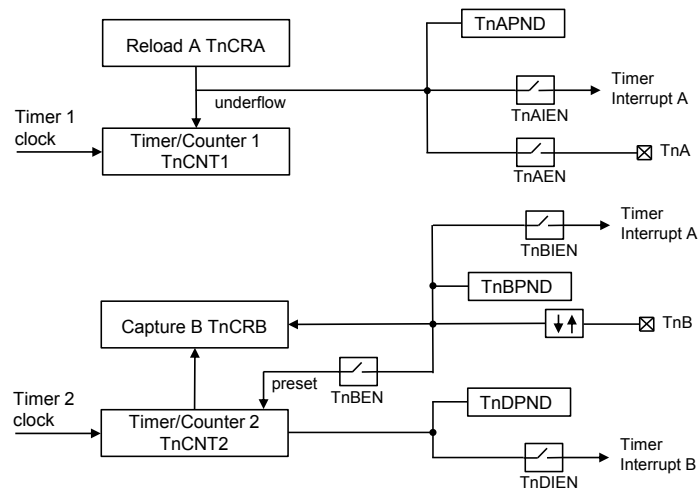 Reload A TnCRA
TnAPND
underflow
Timer
Interrupt A
TnAIEN
Timer 1
clock
Timer/Counter 1
TnCNT1
TnA
TnAEN
Timer
Interrupt A
TnBIEN
TnBPND
Capture B TnCRB
TnB
preset
TnBEN
TnDPND
Timer 2
clock
Timer/Counter 2
TnCNT2
Timer
Interrupt B
TnDIEN